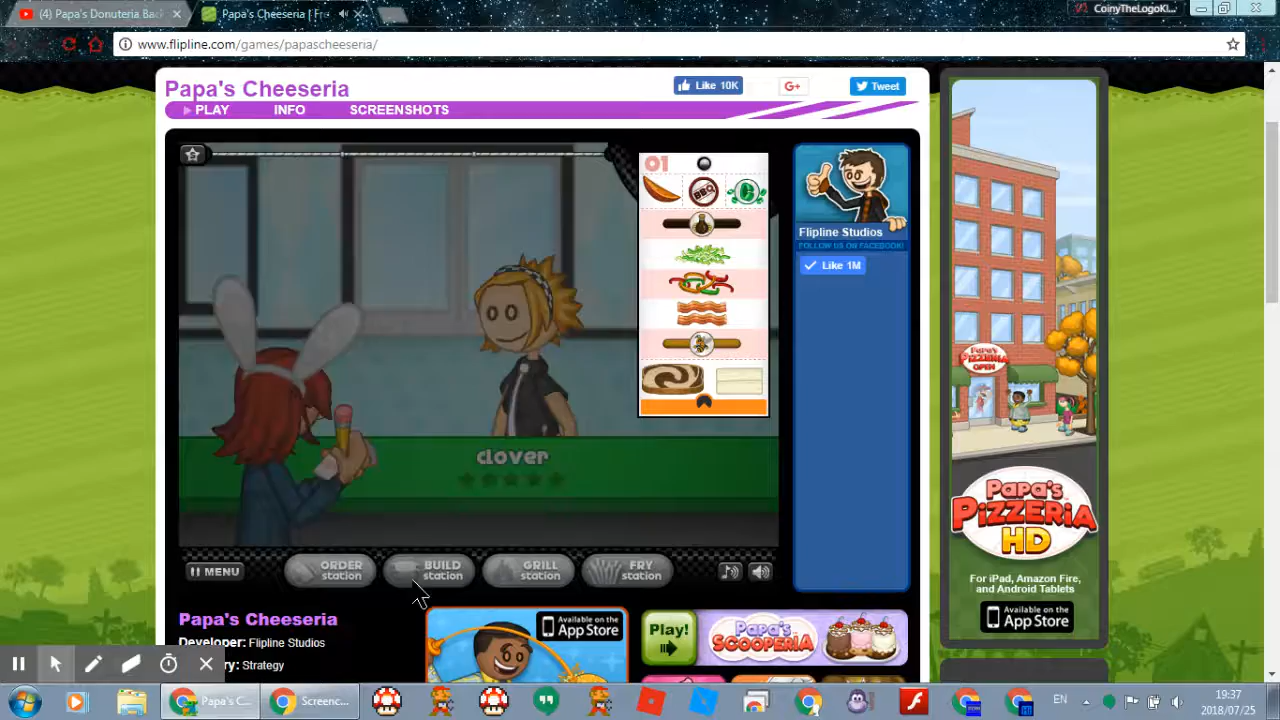 (4) Papa's Donuteria Bac
Papa's Cheeseria | Fr
CoinyTheLogoKi...
www.flipline.com/games/papascheeseria/
Papa's Cheeseria
Like 10K
G+
Tweet
PLAY INFO SCREENSHOTS
01
BBQ
Flipline Studios
FOLLOW US ON FACEBOOK!
Like 1M
clover
MENU
ORDER station
BUILD station
GRILL station
FRY station
Papa's Cheeseria
Developer: Flipline Studios
ry: Strategy
Available on the App Store
Play!
Papa's SCOOPERIA
Papa's PIZZERIA OPEN
Papa's PIZZERIA HD
For iPad, Amazon Fire,
and Android Tablets
Available on the App Store
Papa's C...
Screenc...
EN
19:37
2018/07/25